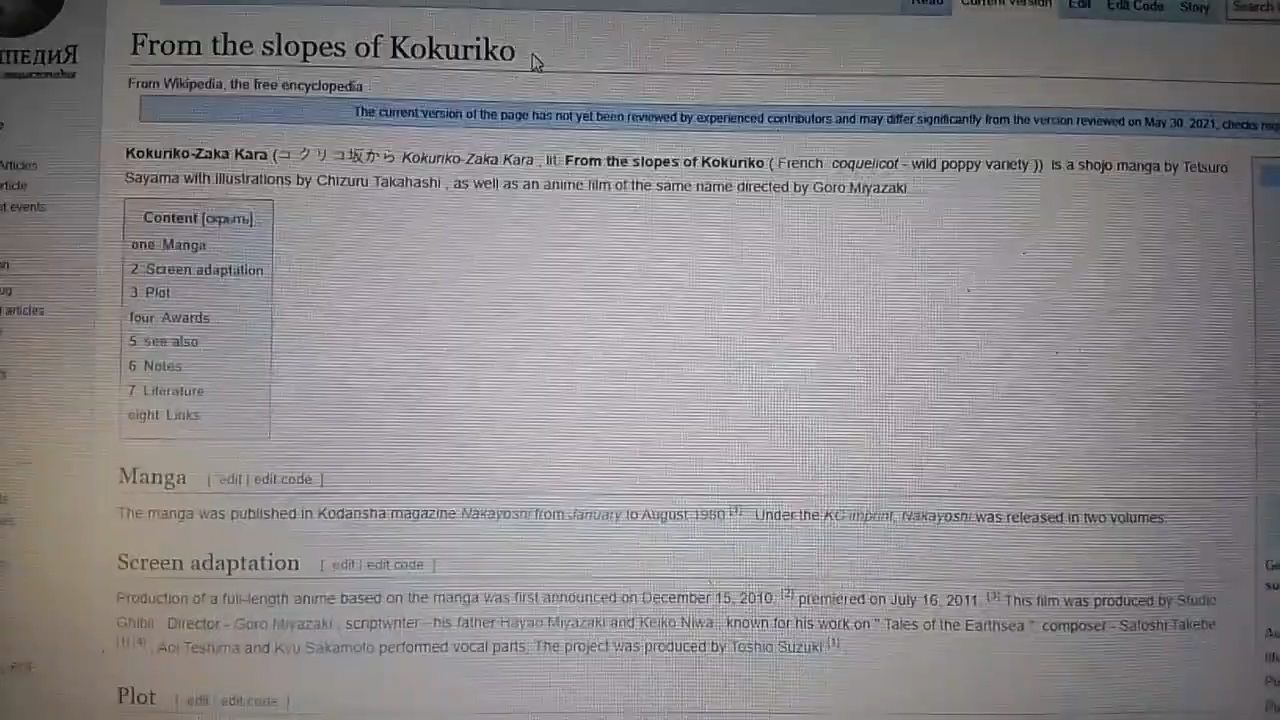 Read Current version Edit Edit Code Story Search
From the slopes of Kokuriko
From Wikipedia, the free encyclopedia
The current version of the page has not yet been reviewed by experienced contributors and may differ significantly from the version reviewed on May 30, 2021, checks
Kokuriko-Zaka Kara (コクリコ坂から Kokuriko-Zaka Kara , lit. From the slopes of Kokuriko ( French coquelicot - wild poppy variety )) is a shojo manga by Tetsuro
Sayama with illustrations by Chizuru Takahashi , as well as an anime film of the same name directed by Goro Miyazaki
Articles
events
articles
Content [скрыть]
one Manga
2 Screen adaptation
3 Plot
four Awards
5 see also
6 Notes
7 Literature
eight Links
Manga [ edit | edit code ]
The manga was published in Kodansha magazine Nakayoshi from January to August 1980 [1] . Under the KC imprint, Nakayoshi was released in two volumes.
Screen adaptation [ edit | edit code ]
Production of a full-length anime based on the manga was first announced on December 15, 2010, [2] premiered on July 16, 2011. [3] This film was produced by Studio
Ghibli . Director - Goro Miyazaki , scriptwriter - his father Hayao Miyazaki and Keiko Niwa , known for his work on " Tales of the Earthsea " composer - Satoshi Takebe
[1] [4] . Aoi Teshima and Kyu Sakamoto performed vocal parts. The project was produced by Toshio Suzuki [1] .
Plot [ edit | edit code ]